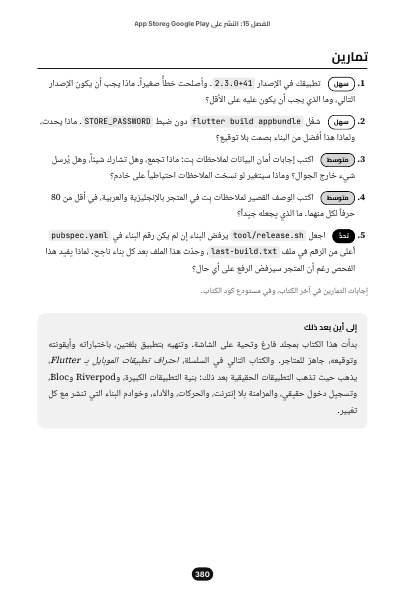 الفصل 15: النشر على Google Play وApp Store
تمارين
1. سهل تطبيقك في الإصدار 2.3.0+41. وأصلحت خطأً صغيراً. ماذا يجب أن يكون الإصدار
التالي، وما الذي يجب أن يكون عليه على الأقل؟
2. سهل شغّل flutter build appbundle دون ضبط STORE_PASSWORD. ماذا يحدث،
ولماذا هذا أفضل من البناء بصمت بلا توقيع؟
3. متوسط اكتب إجابات أمان البيانات لملاحظات بِت: ماذا تجمع، وهل تشارك شيئاً، وهل يُرسل
شيء خارج الجوال؟ وماذا سيتغير لو نسخت الملاحظات احتياطياً على خادم؟
4. متوسط اكتب الوصف القصير لملاحظات بِت في المتجر بالإنجليزية والعربية، في أقل من 80
حرفاً لكل منهما. ما الذي يجعله جيداً؟
5. تحدٍّ اجعل tool/release.sh يرفض البناء إن لم يكن رقم البناء في pubspec.yaml
أعلى من الرقم في ملف last-build.txt، وحدّث هذا الملف بعد كل بناء ناجح. لماذا يفيد هذا
الفحص رغم أن المتجر سيرفض الرفع على أي حال؟
إجابات التمارين في آخر الكتاب، وفي مستودع كود الكتاب.
إلى أين بعد ذلك
بدأت هذا الكتاب بمجلد فارغ وتحية على الشاشة. وتنهيه بتطبيق بلغتين، باختباراته وأيقونته
وتوقيعه، جاهز للمتاجر. والكتاب التالي في السلسلة، احتراف تطبيقات الموبايل بـ Flutter،
يذهب حيث تذهب التطبيقات الحقيقية بعد ذلك: بنية التطبيقات الكبيرة، وRiverpod وBloc،
وتسجيل دخول حقيقي، والمزامنة بلا إنترنت، والحركات، والأداء، وخوادم البناء التي تنشر مع كل
تغيير.
380